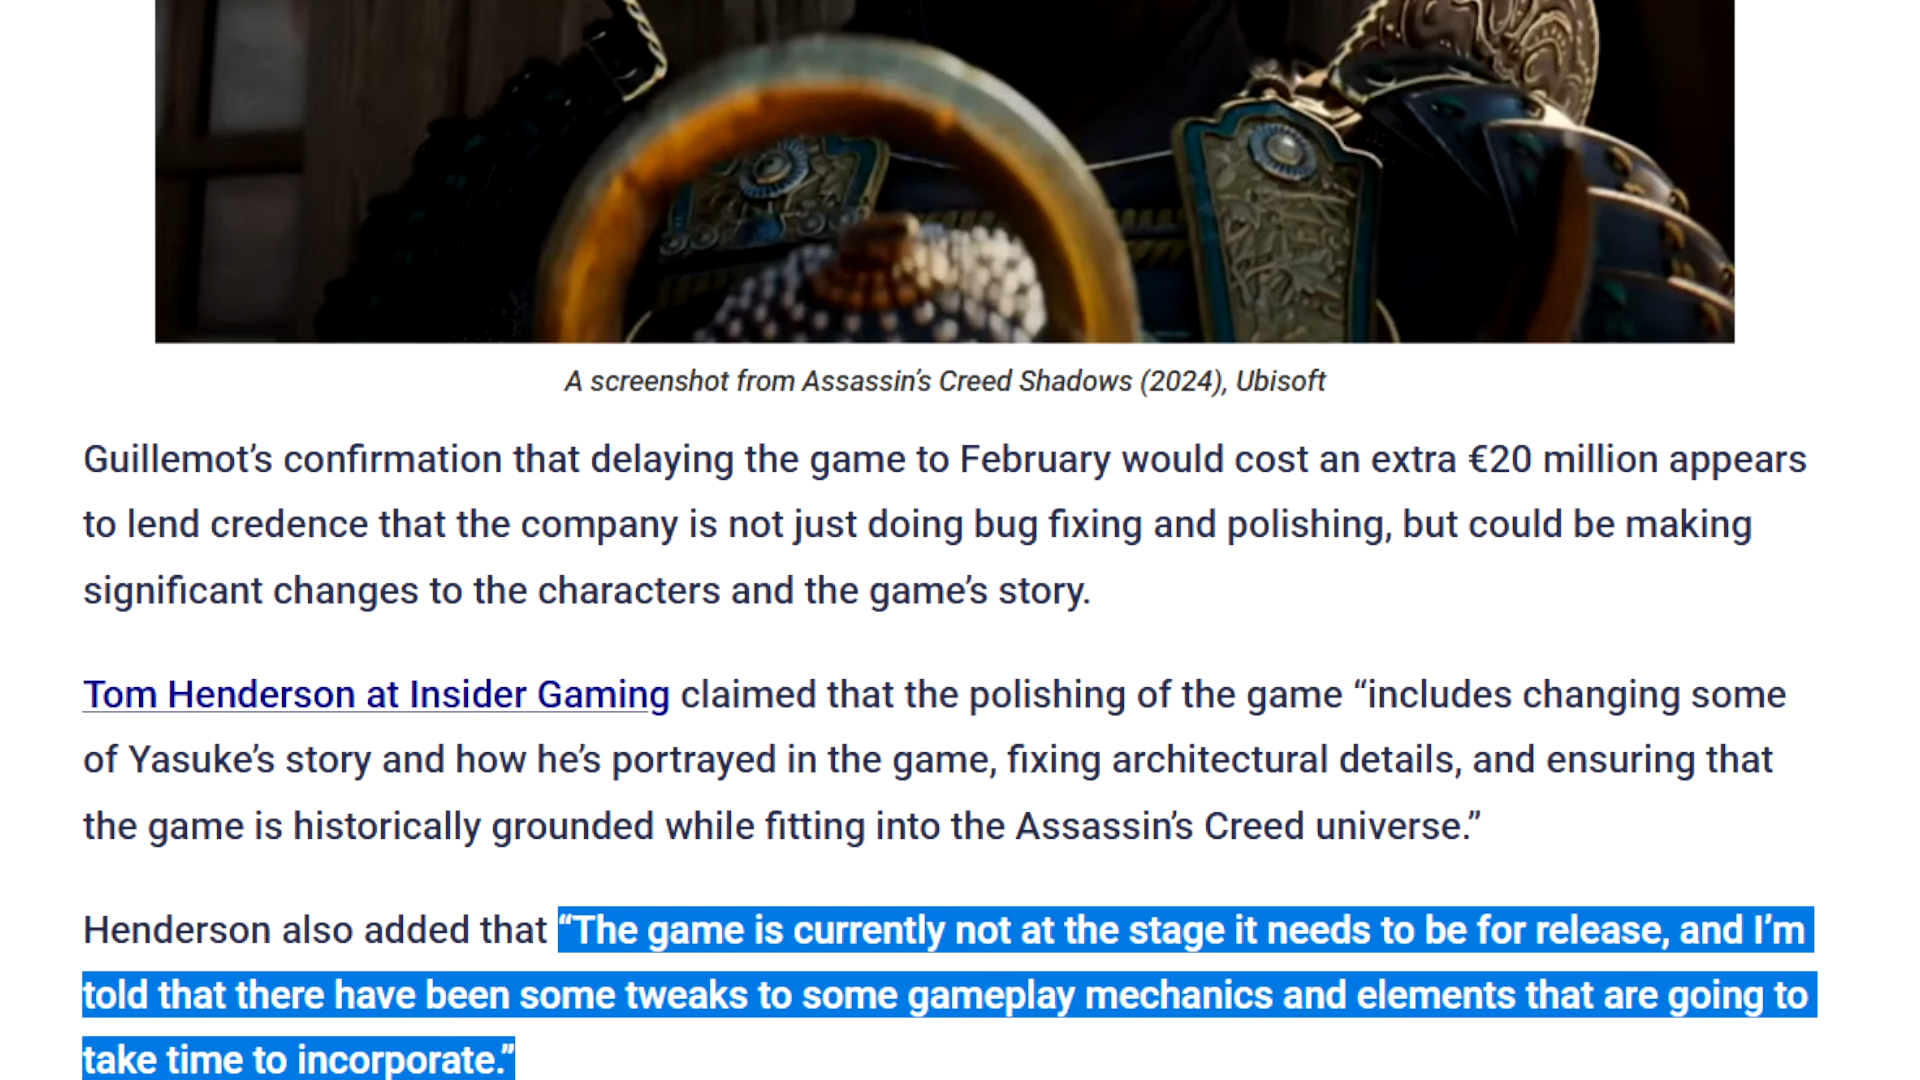 A screenshot from Assassin’s Creed Shadows (2024), Ubisoft
Guillemot’s confirmation that delaying the game to February would cost an extra €20 million appears
to lend credence that the company is not just doing bug fixing and polishing, but could be making
significant changes to the characters and the game’s story.
Tom Henderson at Insider Gaming claimed that the polishing of the game “includes changing some
of Yasuke’s story and how he’s portrayed in the game, fixing architectural details, and ensuring that
the game is historically grounded while fitting into the Assassin’s Creed universe.”
Henderson also added that “The game is currently not at the stage it needs to be for release, and I’m
told that there have been some tweaks to some gameplay mechanics and elements that are going to
take time to incorporate.”